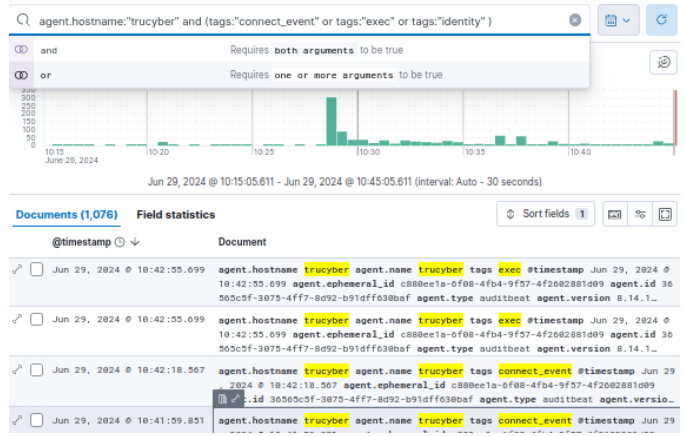 agent.hostname:"trucyber" and (tags:"connect_event" or tags:"exec" or tags:"identity" )
and Requires both arguments to be true
or Requires one or more arguments to be true
350
300
250
200
150
100
50
0
10:15 10:20 10:25 10:30 10:35 10:40
June 29, 2024
Jun 29, 2024 @ 10:15:05.611 - Jun 29, 2024 @ 10:45:05.611 (interval: Auto - 30 seconds)
Documents (1,076) Field statistics Sort fields 1
@timestamp Document
Jun 29, 2024 @ 10:42:55.699 agent.hostname trucyber agent.name trucyber tags exec @timestamp Jun 29, 2024 @
10:42:55.699 agent.ephemeral_id c880ee1a-6f08-4fb4-9f57-4f2602881d09 agent.id 36
565c5f-3075-4ff7-8d92-b91dff630baf agent.type auditbeat agent.version 8.14.1…
Jun 29, 2024 @ 10:42:55.699 agent.hostname trucyber agent.name trucyber tags exec @timestamp Jun 29, 2024 @
10:42:55.699 agent.ephemeral_id c880ee1a-6f08-4fb4-9f57-4f2602881d09 agent.id 36
565c5f-3075-4ff7-8d92-b91dff630baf agent.type auditbeat agent.version 8.14.1…
Jun 29, 2024 @ 10:42:18.567 agent.hostname trucyber agent.name trucyber tags connect_event @timestamp Jun 29
, 2024 @ 10:42:18.567 agent.ephemeral_id c880ee1a-6f08-4fb4-9f57-4f2602881d09
.id 36565c5f-3075-4ff7-8d92-b91dff630baf agent.type auditbeat agent.versio…
Jun 29, 2024 @ 10:41:59.851 agent.hostname trucyber agent.name trucyber tags connect_event @timestamp Jun 29